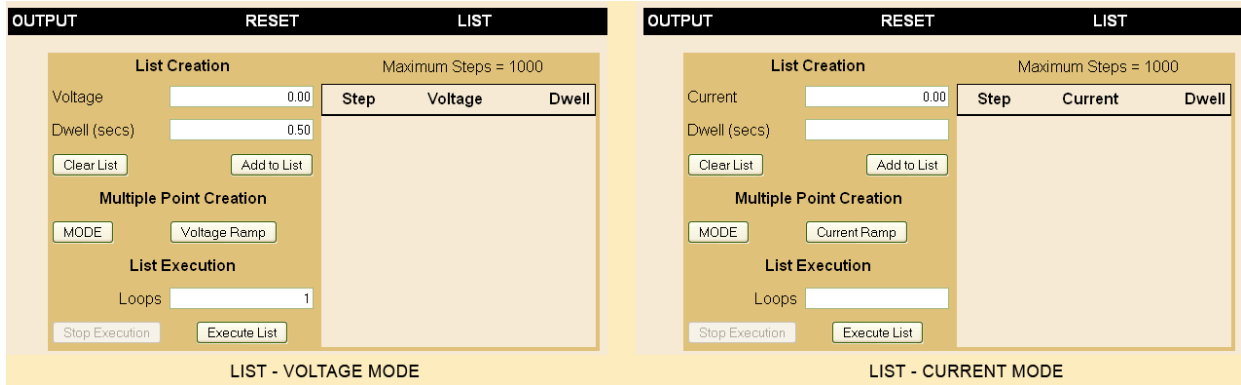 OUTPUT RESET LIST
List Creation Maximum Steps = 1000
Voltage 0.00 Step Voltage Dwell
Dwell (secs) 0.50
Clear List Add to List
Multiple Point Creation
MODE Voltage Ramp
List Execution
Loops 1
Stop Execution Execute List
LIST - VOLTAGE MODE
OUTPUT RESET LIST
List Creation Maximum Steps = 1000
Current 0.00 Step Current Dwell
Dwell (secs)
Clear List Add to List
Multiple Point Creation
MODE Current Ramp
List Execution
Loops
Stop Execution Execute List
LIST - CURRENT MODE